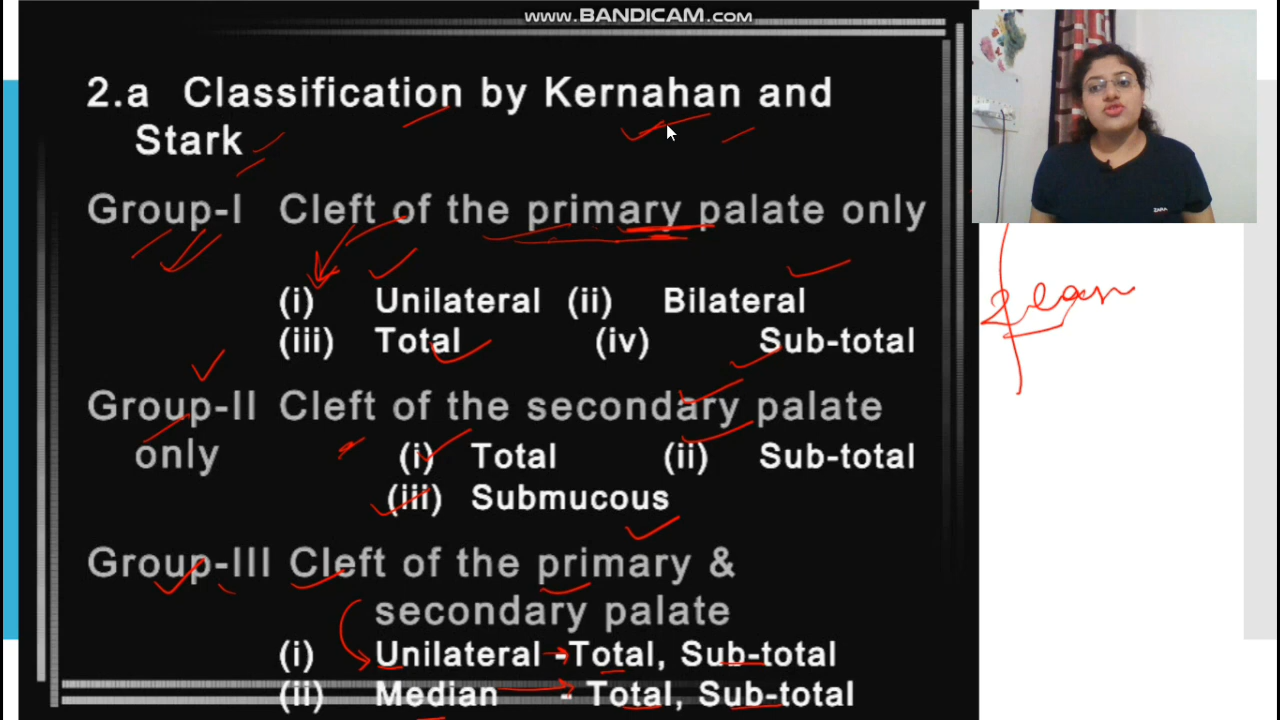 www.BANDICAM.com
2.a Classification by Kernahan and
Stark
Group-I Cleft of the primary palate only
(i) Unilateral (ii) Bilateral
(iii) Total (iv) Sub-total
Group-II Cleft of the secondary palate
only (i) Total (ii) Sub-total
(iii) Submucous
Group-III Cleft of the primary &
secondary palate
(i) Unilateral - Total, Sub-total
(ii) Median - Total, Sub-total